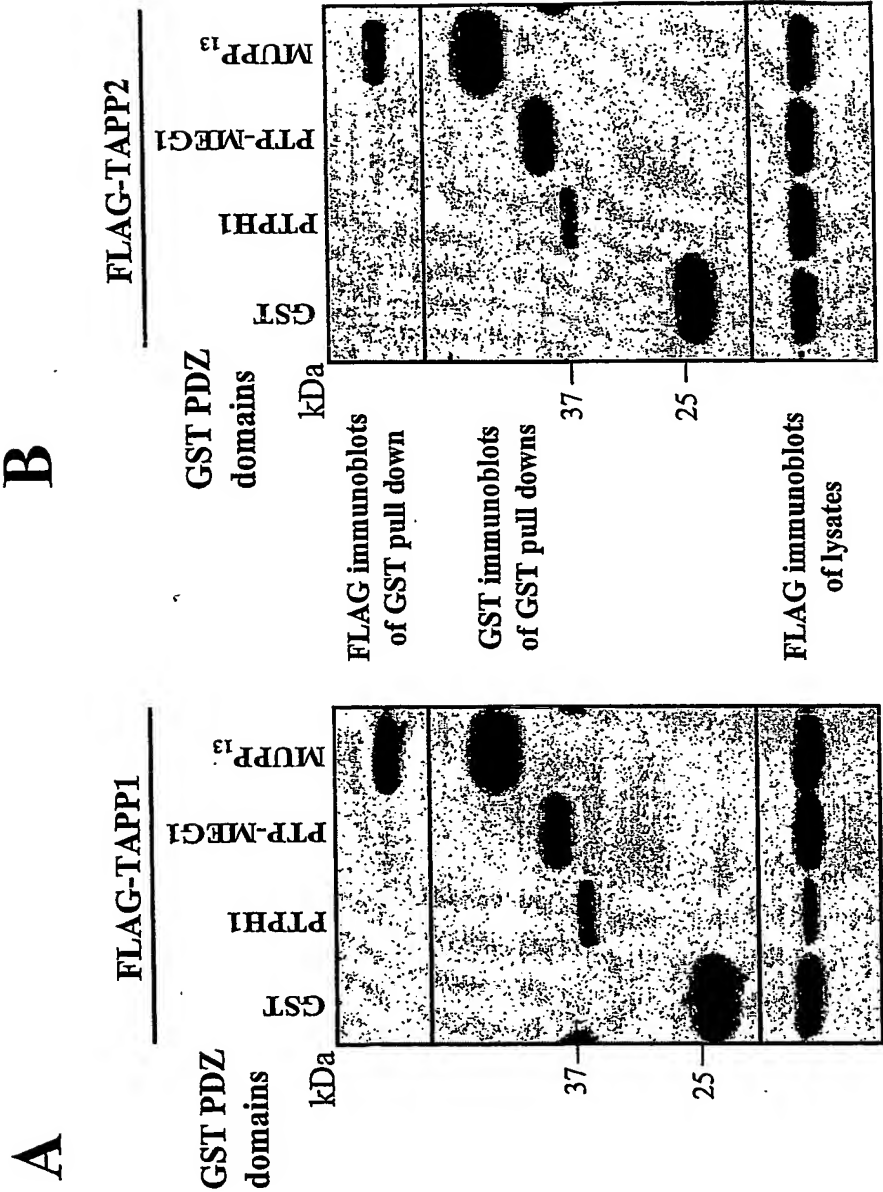 A
FLAG-TAPP1
GST PDZ
domains
GST
PTPH1
PTP-MEG1
MUPP13
kDa
37
25
B
FLAG-TAPP2
GST PDZ
domains
GST
PTPH1
PTP-MEG1
MUPP13
kDa
FLAG immunoblots
of GST pull down
GST immunoblots
of GST pull downs
37
25
FLAG immunoblots
of lysates